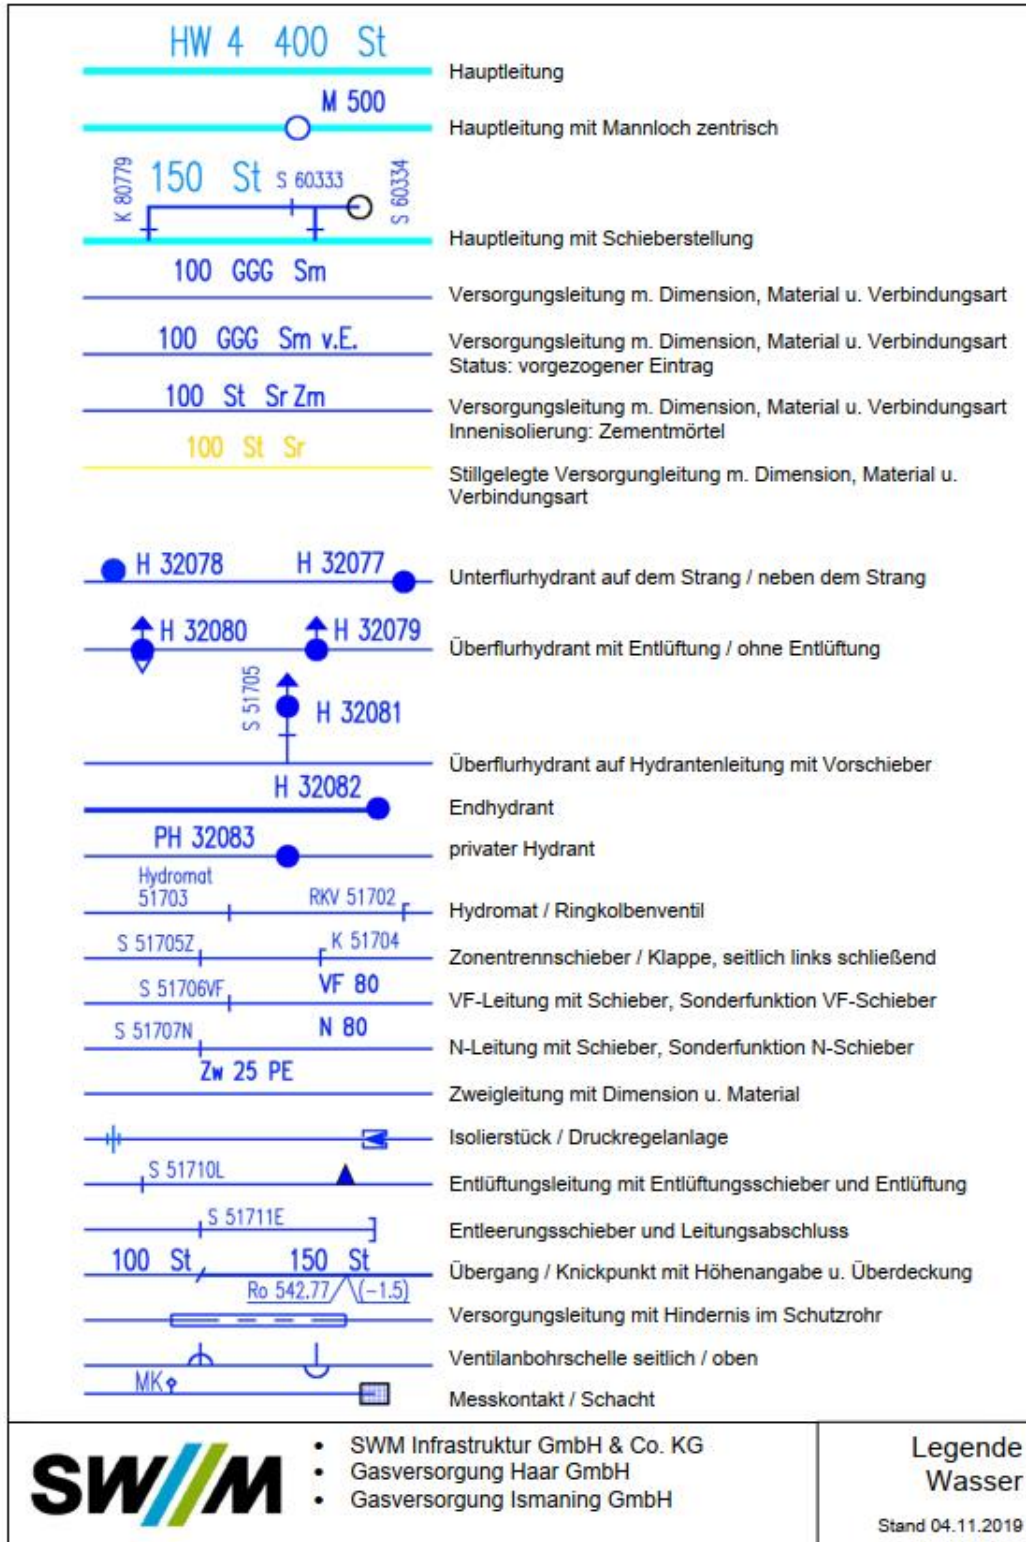 HW 4 400 St
Hauptleitung
M 500
Hauptleitung mit Mannloch zentrisch
K 80779
150 St
S 60333
S 60334
Hauptleitung mit Schieberstellung
100 GGG Sm
Versorgungsleitung m. Dimension, Material u. Verbindungsart
100 GGG Sm v.E.
Versorgungsleitung m. Dimension, Material u. Verbindungsart
Status: vorgezogener Eintrag
100 St Sr Zm
Versorgungsleitung m. Dimension, Material u. Verbindungsart
Innenisolierung: Zementmörtel
100 St Sr
Stillgelegte Versorgungleitung m. Dimension, Material u.
Verbindungsart
H 32078 H 32077
Unterflurhydrant auf dem Strang / neben dem Strang
H 32080 H 32079
Überflurhydrant mit Entlüftung / ohne Entlüftung
S 51705
H 32081
Überflurhydrant auf Hydrantenleitung mit Vorschieber
H 32082
Endhydrant
PH 32083
privater Hydrant
Hydromat
51703 RKV 51702
Hydromat / Ringkolbenventil
S 51705Z K 51704
Zonentrennschieber / Klappe, seitlich links schließend
S 51706VF VF 80
VF-Leitung mit Schieber, Sonderfunktion VF-Schieber
S 51707N N 80
N-Leitung mit Schieber, Sonderfunktion N-Schieber
Zw 25 PE
Zweigleitung mit Dimension u. Material
Isolierstück / Druckregelanlage
S 51710L
Entlüftungsleitung mit Entlüftungsschieber und Entlüftung
S 51711E
Entleerungsschieber und Leitungsabschluss
100 St 150 St
Übergang / Knickpunkt mit Höhenangabe u. Überdeckung
Ro 542.77 (-1.5)
Versorgungsleitung mit Hindernis im Schutzrohr
Ventilanbohrschelle seitlich / oben
MK
Messkontakt / Schacht
SWM
• SWM Infrastruktur GmbH & Co. KG
• Gasversorgung Haar GmbH
• Gasversorgung Ismaning GmbH
Legende
Wasser
Stand 04.11.2019